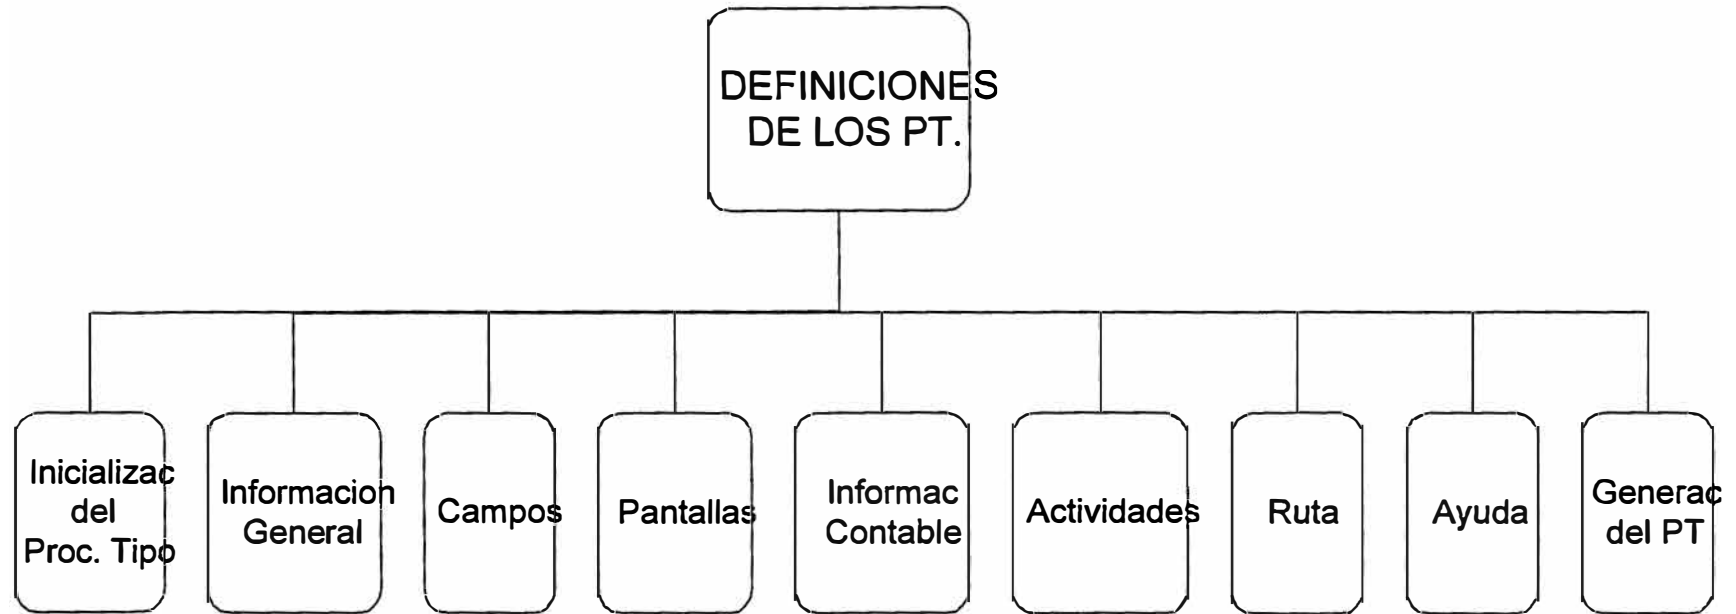 DEFINICIONES
DE LOS PT.
Inicializac
del
Proc. Tipo
Informacion
General
Campos
Pantallas
Informac
Contable
Actividades
Ruta
Ayuda
Generac
del PT